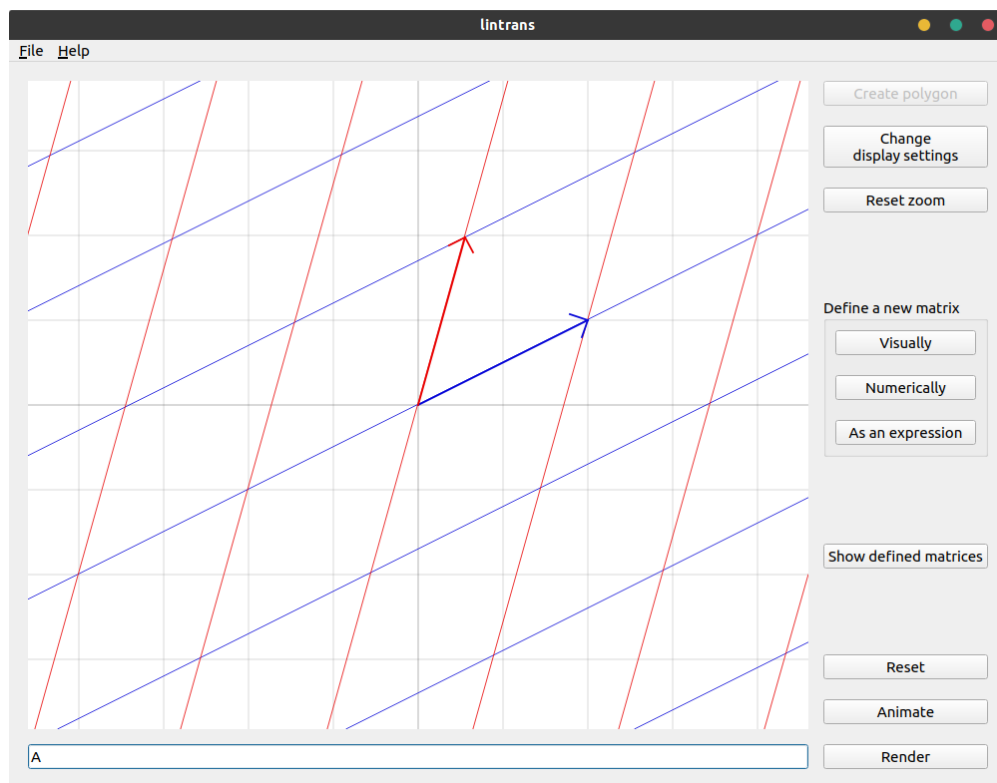 lintrans
File Help
Create polygon
Change
display settings
Reset zoom
Define a new matrix
Visually
Numerically
As an expression
Show defined matrices
Reset
Animate
A
Render